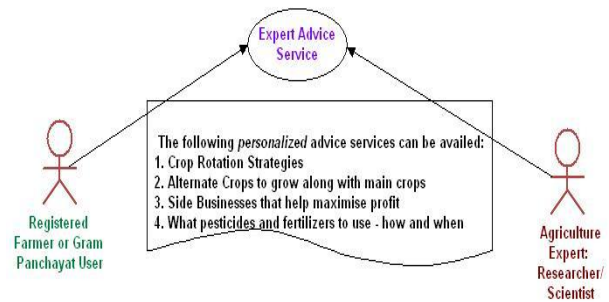 Expert Advice
Service
The following personalized advice services can be availed:
1. Crop Rotation Strategies
2. Alternate Crops to grow along with main crops
3. Side Businesses that help maximise profit
4. What pesticides and fertilizers to use - how and when
Registered
Farmer or Gram
Panchayat User
Agriculture
Expert:
Researcher/
Scientist